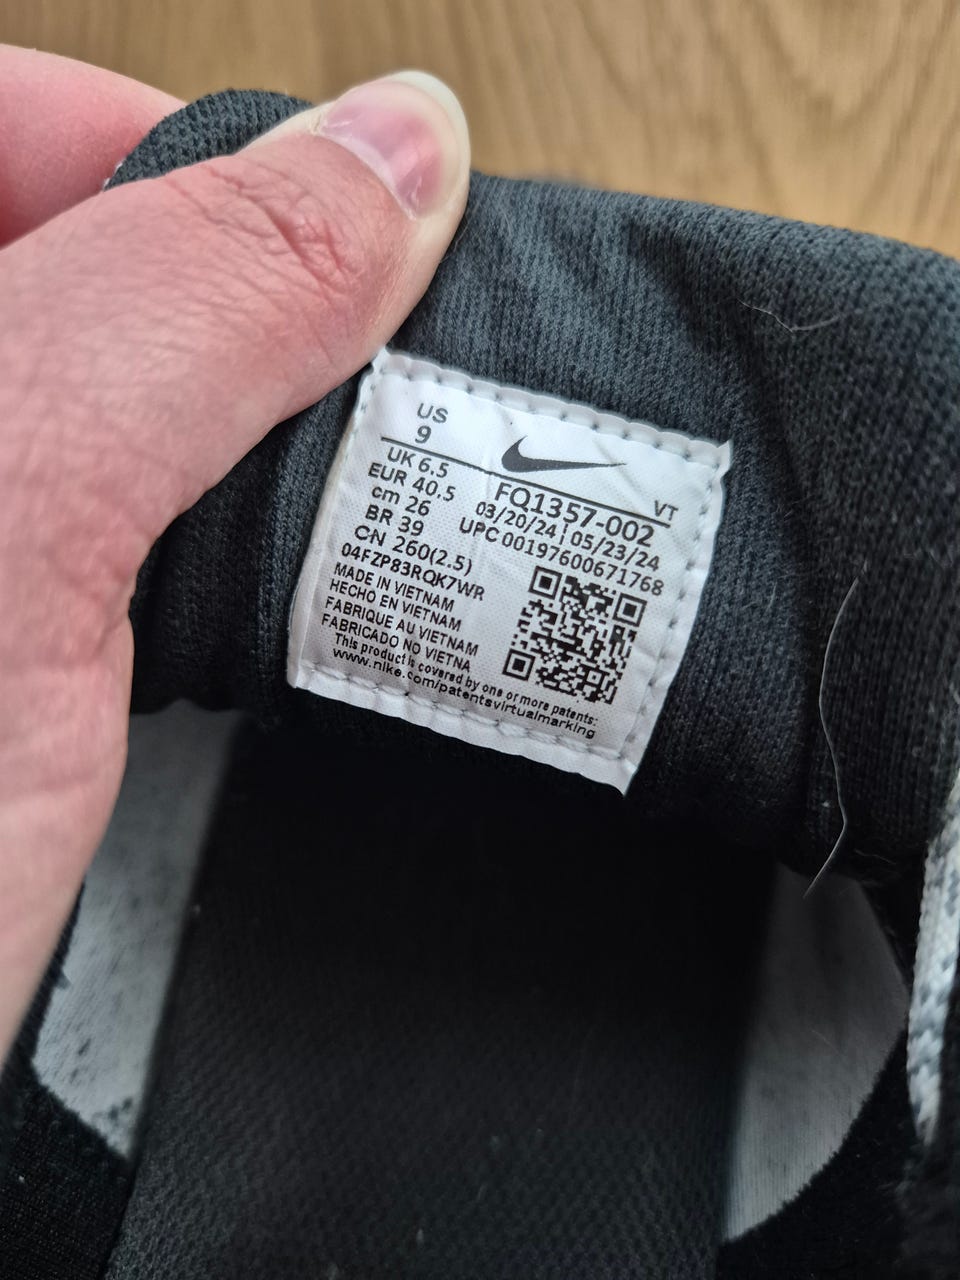 US
9
UK 6.5
EUR 40.5
cm 26
BR 39
CN 260(2.5)
04FZP83RQK7WR
VT
FQ1357-002
03/20/24 | 05/23/24
UPC 00197600671768
MADE IN VIETNAM
HECHO EN VIETNAM
FABRIQUE AU VIETNAM
FABRICADO NO VIETNA
This product is covered by one or more patents:
www.nike.com/patentsvirtualmarking